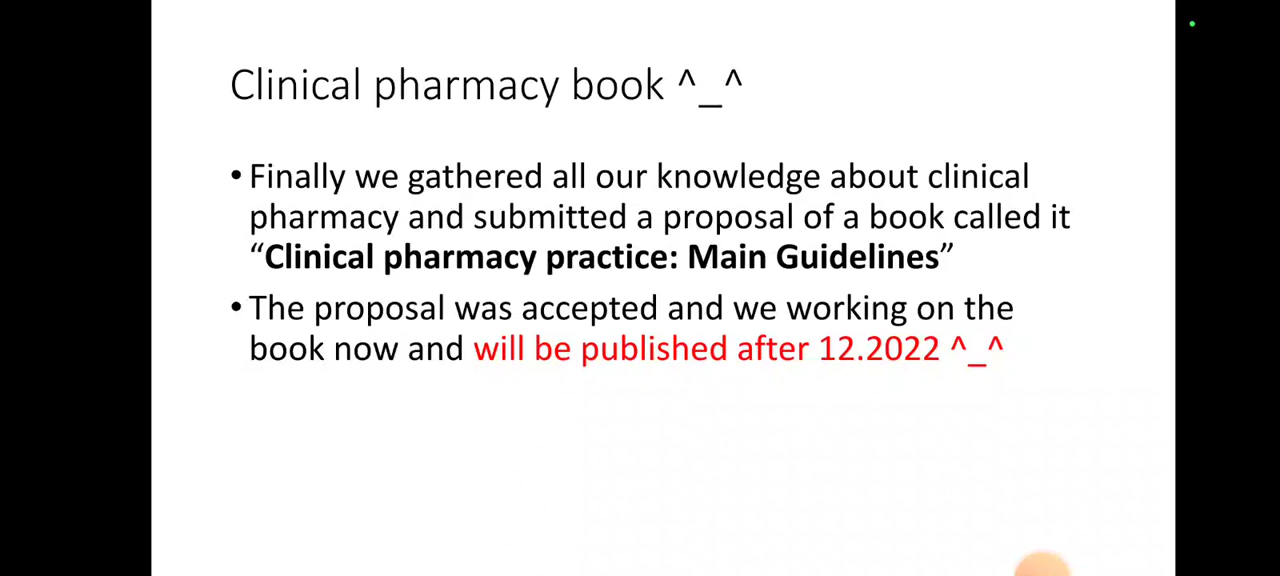 Clinical pharmacy book ^_^
• Finally we gathered all our knowledge about clinical
pharmacy and submitted a proposal of a book called it
“Clinical pharmacy practice: Main Guidelines”
• The proposal was accepted and we working on the
book now and will be published after 12.2022 ^_^